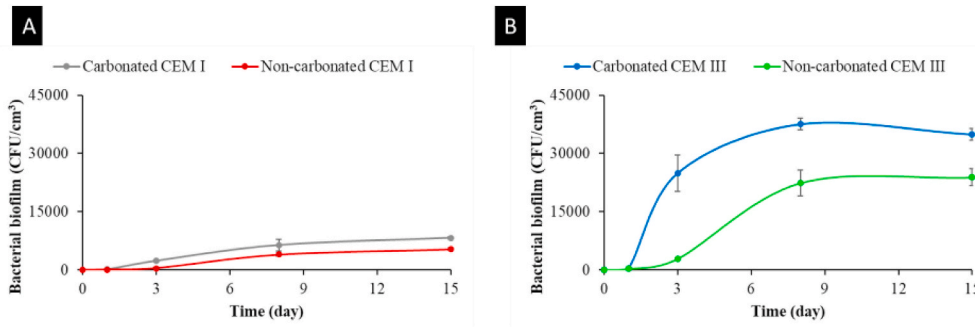 A
Carbonated CEM I
Non-carbonated CEM I
Bacterial biofilm (CFU/cm³)
45000
30000
15000
0
0
3
6
9
12
15
Time (day)
B
Carbonated CEM III
Non-carbonated CEM III
Bacterial biofilm (CFU/cm³)
45000
30000
15000
0
0
3
6
9
12
15
Time (day)